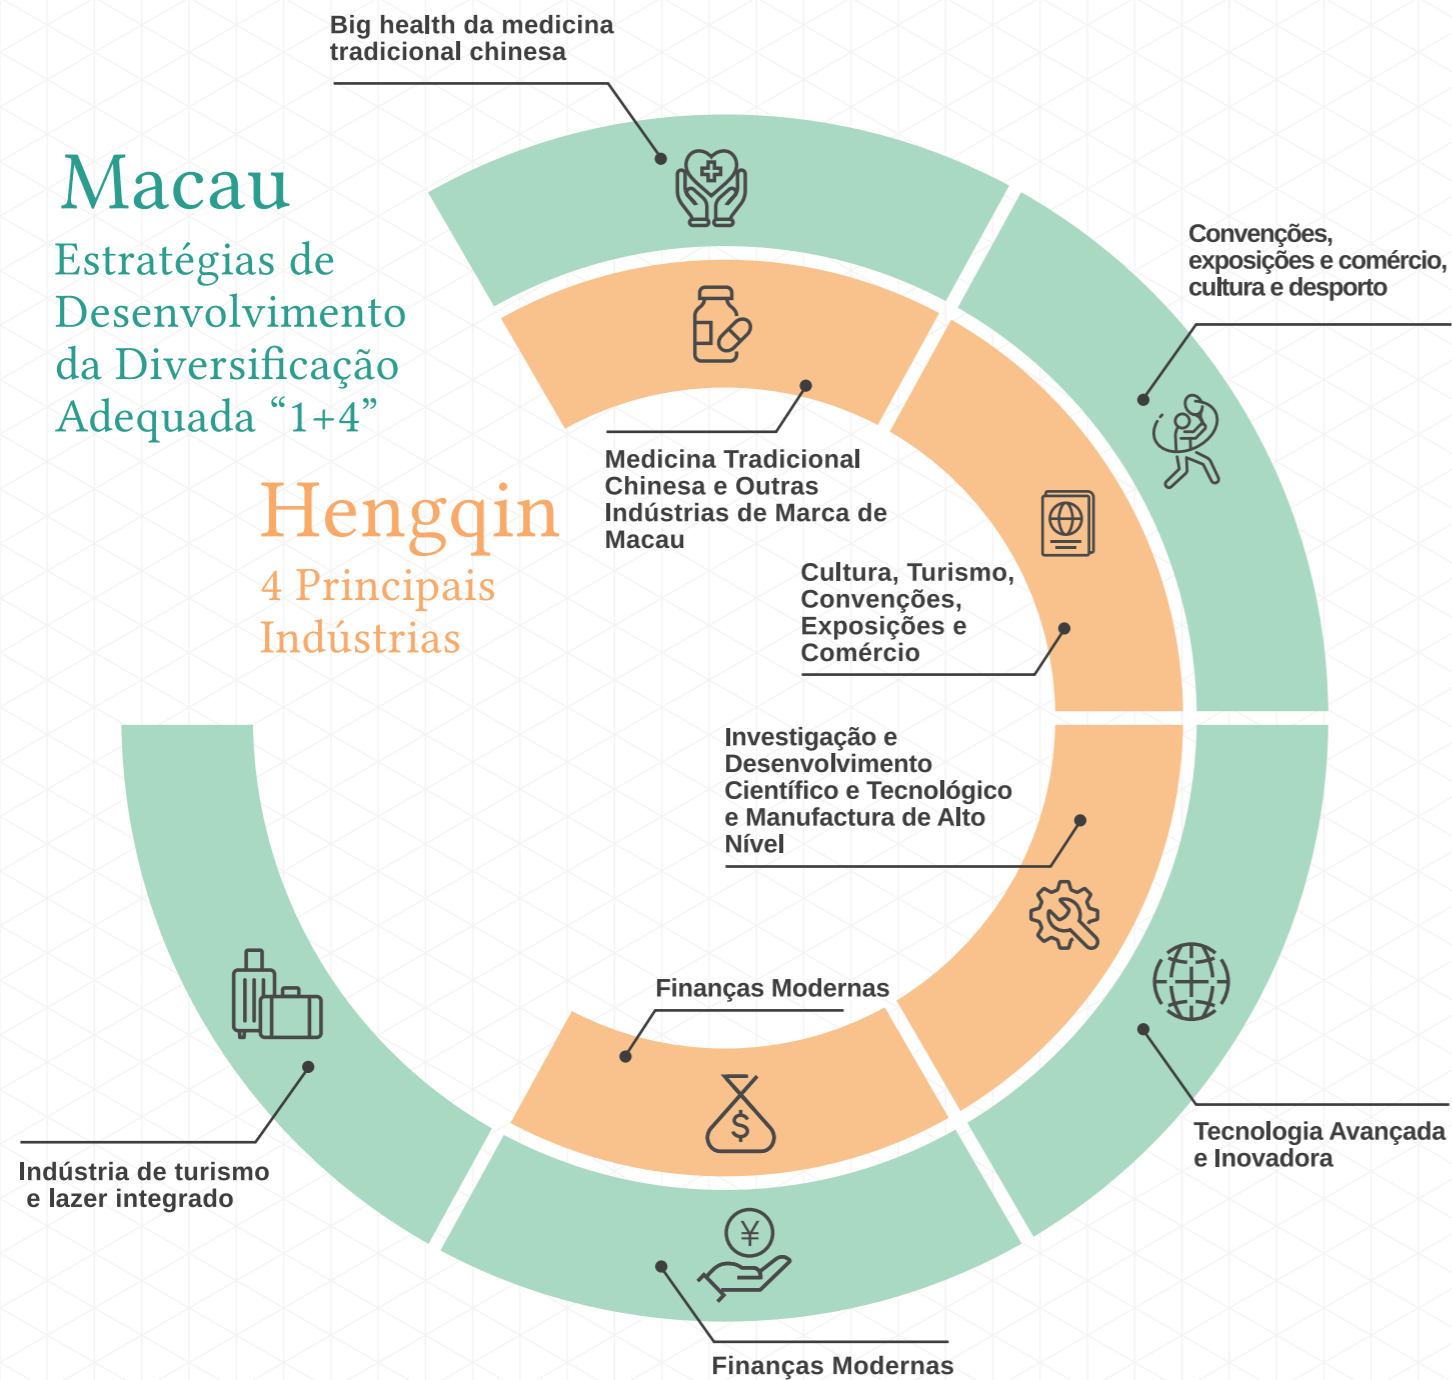 Big health da medicina
tradicional chinesa
Macau
Estratégias de
Desenvolvimento
da Diversificação
Adequada “1+4”
Convenções,
exposições e comércio,
cultura e desporto
Hengqin
4 Principais
Indústrias
Medicina Tradicional
Chinesa e Outras
Indústrias de Marca de
Macau
Cultura, Turismo,
Convenções,
Exposições e
Comércio
Investigação e
Desenvolvimento
Científico e Tecnológico
e Manufactura de Alto
Nível
Finanças Modernas
$
Tecnologia Avançada
e Inovadora
Indústria de turismo
e lazer integrado
¥
Finanças Modernas